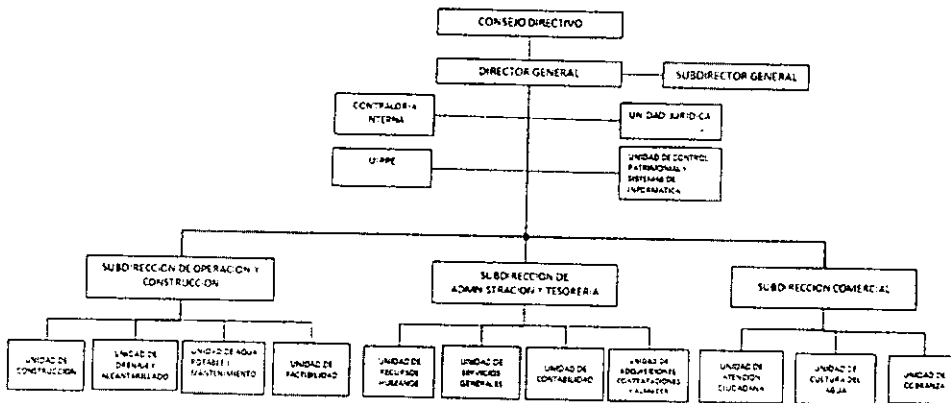 CONSEJO DIRECTIVO
DIRECTOR GENERAL
SUBDIRECTOR GENERAL
CONTRALORIA
INTERNA
UNIDAD JURIDICA
UIPPE
UNIDAD DE CONTROL
PATRIMONIAL Y
SISTEMAS DE
INFORMATICA
SUBDIRECCION DE OPERACION Y
CONSTRUCCION
SUBDIRECCION DE
ADMINISTRACION Y TESORERIA
SUBDIRECCION COMERCIAL
UNIDAD DE
CONSTRUCCION
UNIDAD DE
DRENAJE Y
ALCANTARILLADO
UNIDAD DE AGUA
POTABLE Y
MANTENIMIENTO
UNIDAD DE
FACTIBILIDAD
UNIDAD DE
RECURSOS
HUMANOS
UNIDAD DE
SERVICIOS
GENERALES
UNIDAD DE
CONTABILIDAD
UNIDAD DE
ADQUISICIONES
CONTRATACIONES
Y ALMACEN
UNIDAD DE
ATENCION
CIUDADANA
UNIDAD DE
CULTURA DEL
AGUA
UNIDAD DE
COBRANZA